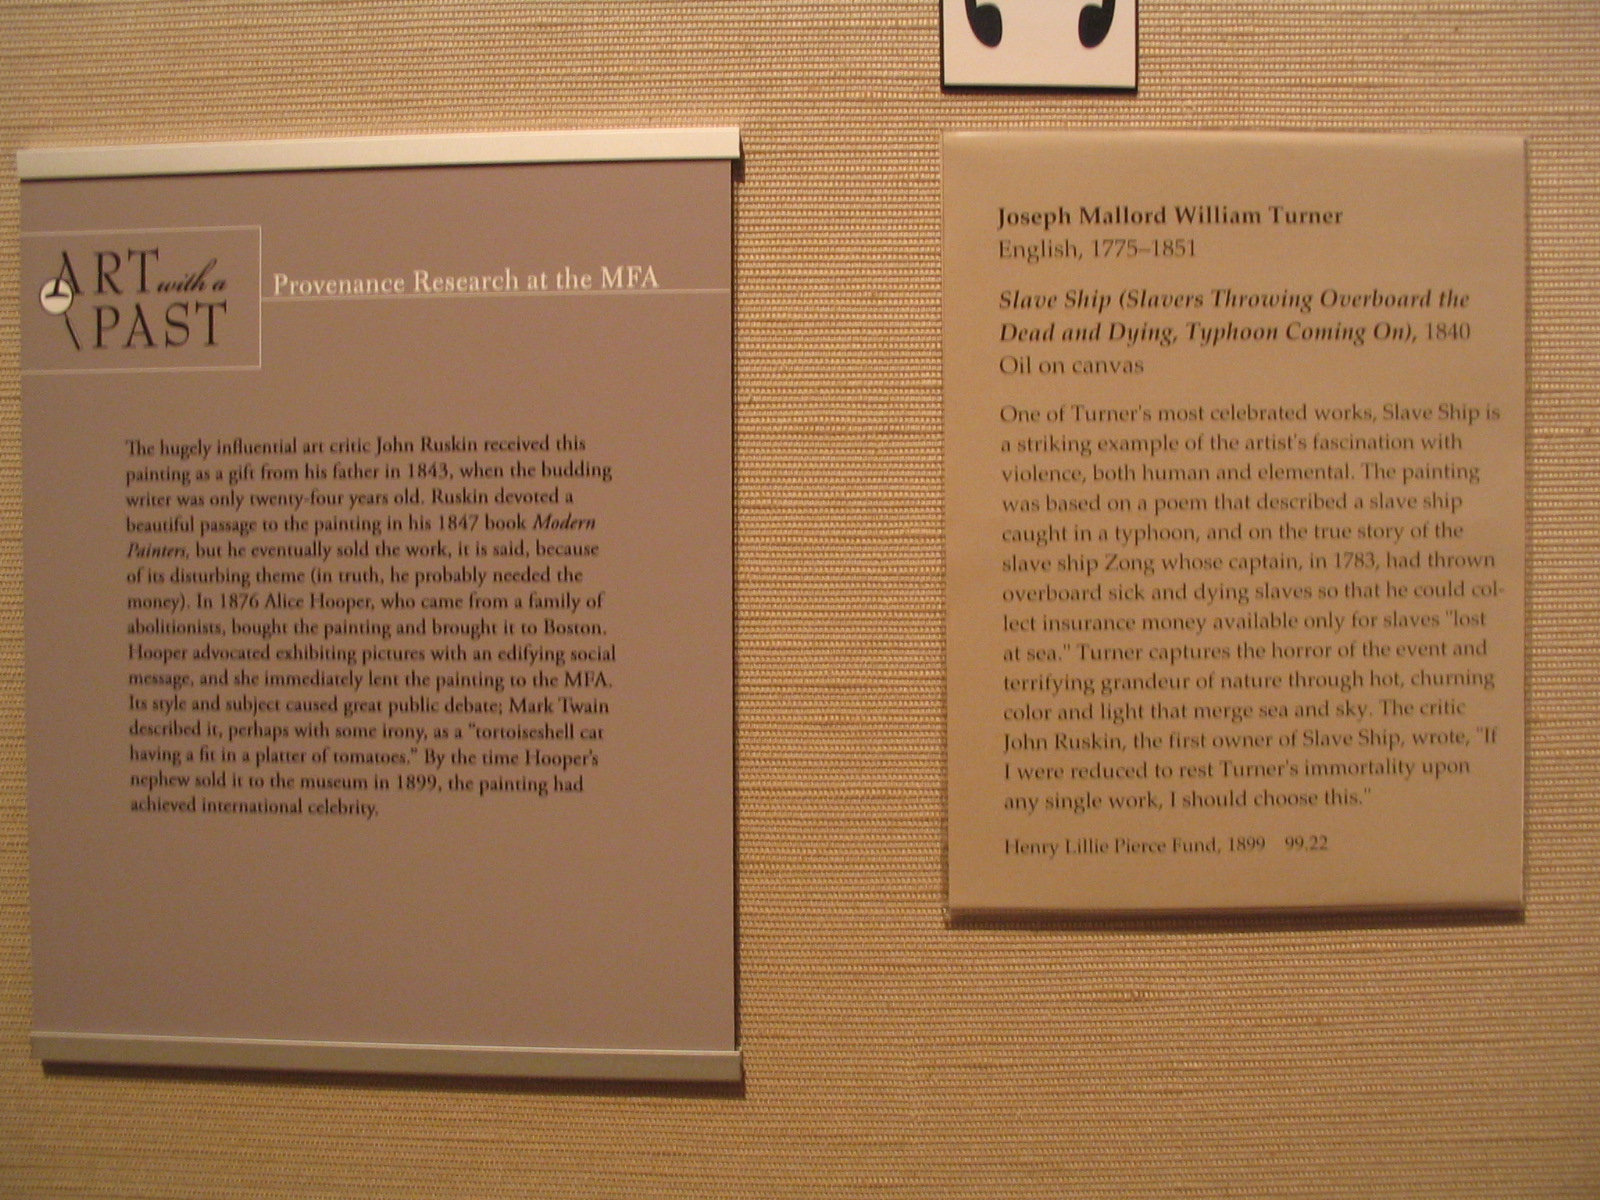 ART with a
PAST
Provenance Research at the MFA
The hugely influential art critic John Ruskin received this
painting as a gift from his father in 1843, when the budding
writer was only twenty-four years old. Ruskin devoted a
beautiful passage to the painting in his 1847 book Modern
Painters, but he eventually sold the work, it is said, because
of its disturbing theme (in truth, he probably needed the
money). In 1876 Alice Hooper, who came from a family of
abolitionists, bought the painting and brought it to Boston.
Hooper advocated exhibiting pictures with an edifying social
message, and she immediately lent the painting to the MFA.
Its style and subject caused great public debate; Mark Twain
described it, perhaps with some irony, as a "tortoiseshell cat
having a fit in a platter of tomatoes." By the time Hooper's
nephew sold it to the museum in 1899, the painting had
achieved international celebrity.
Joseph Mallord William Turner
English, 1775–1851
Slave Ship (Slavers Throwing Overboard the
Dead and Dying, Typhoon Coming On), 1840
Oil on canvas
One of Turner's most celebrated works, Slave Ship is
a striking example of the artist's fascination with
violence, both human and elemental. The painting
was based on a poem that described a slave ship
caught in a typhoon, and on the true story of the
slave ship Zong whose captain, in 1783, had thrown
overboard sick and dying slaves so that he could col-
lect insurance money available only for slaves "lost
at sea." Turner captures the horror of the event and
terrifying grandeur of nature through hot, churning
color and light that merge sea and sky. The critic
John Ruskin, the first owner of Slave Ship, wrote, "If
I were reduced to rest Turner's immortality upon
any single work, I should choose this."
Henry Lillie Pierce Fund, 1899 99.22